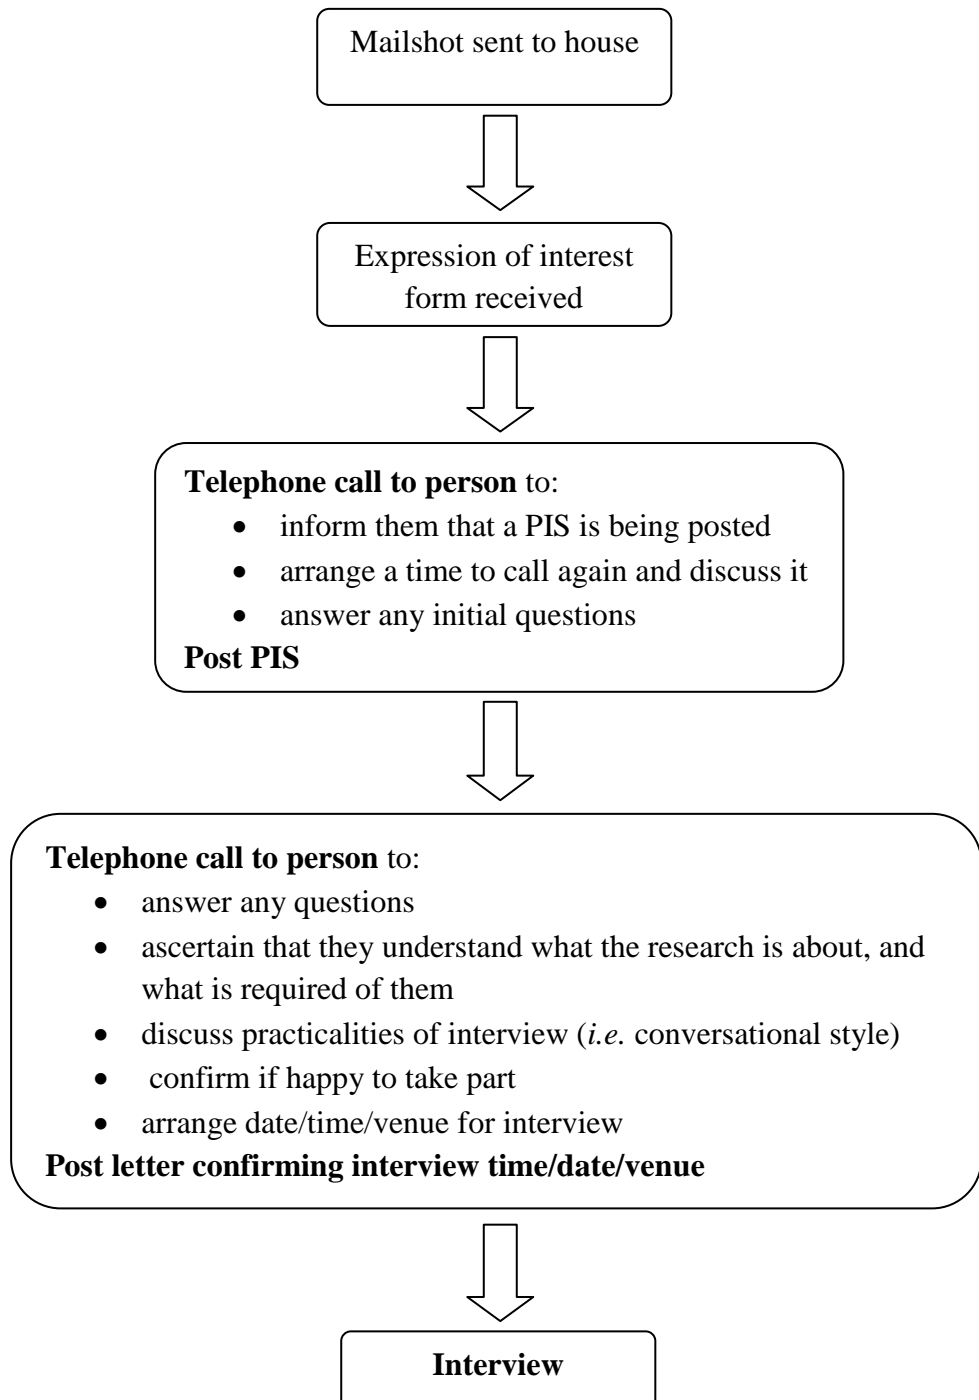 Mailshot sent to house
Expression of interest
form received
Telephone call to person to:
• inform them that a PIS is being posted
• arrange a time to call again and discuss it
• answer any initial questions
Post PIS
Telephone call to person to:
• answer any questions
• ascertain that they understand what the research is about, and
what is required of them
• discuss practicalities of interview (i.e. conversational style)
• confirm if happy to take part
• arrange date/time/venue for interview
Post letter confirming interview time/date/venue
Interview